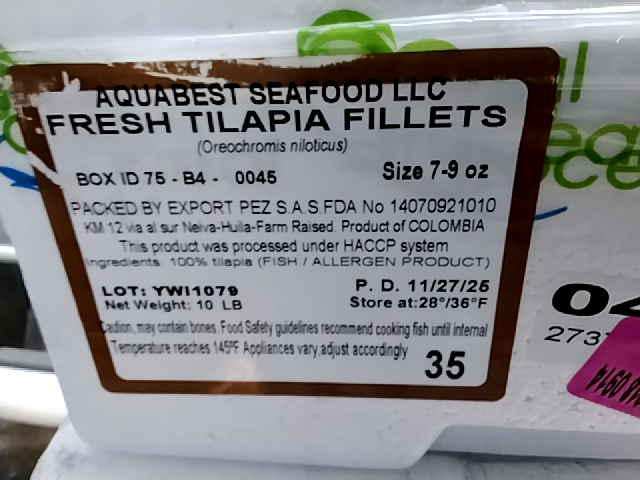 AQUABEST SEAFOOD LLC
FRESH TILAPIA FILLETS
(Oreochromis niloticus)
BOX ID 75 - B4 - 0045
Size 7-9 oz
PACKED BY EXPORT PEZ S.A.S.FDA No 14070921010
KM 12 via al sur Neiva-Huila-Farm Raised. Product of COLOMBIA
This product was processed under HACCP system
Ingredients 100% tilapia (FISH / ALLERGEN PRODUCT)
LOT: YWI1079
P. D. 11/27/25
Net Weight: 10 LB
Store at:28°/36°F
Caution, may contain bones. Food Safety guidelines recommend cooking fish until internal
Temperature reaches 145ºF Appliances vary,adjust accordingly
35
273